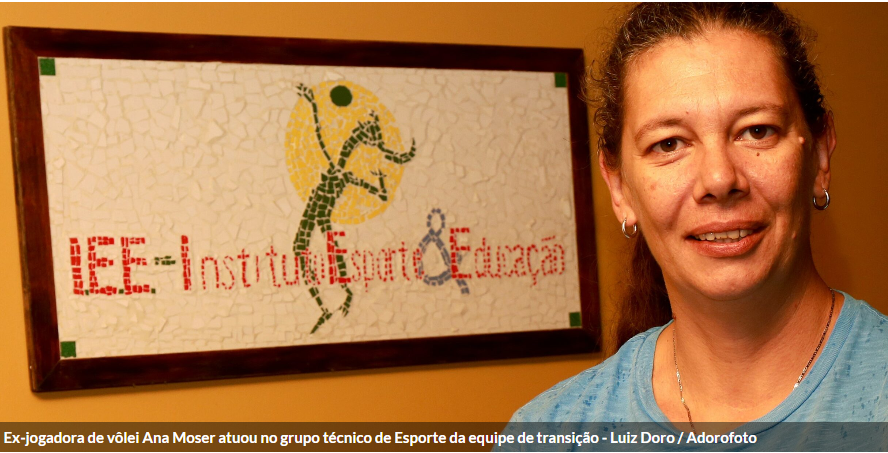 IEE-Instituto Esporte & Educação
Ex-jogadora de vôlei Ana Moser atuou no grupo técnico de Esporte da equipe de transição - Luiz Doro / Adorofoto